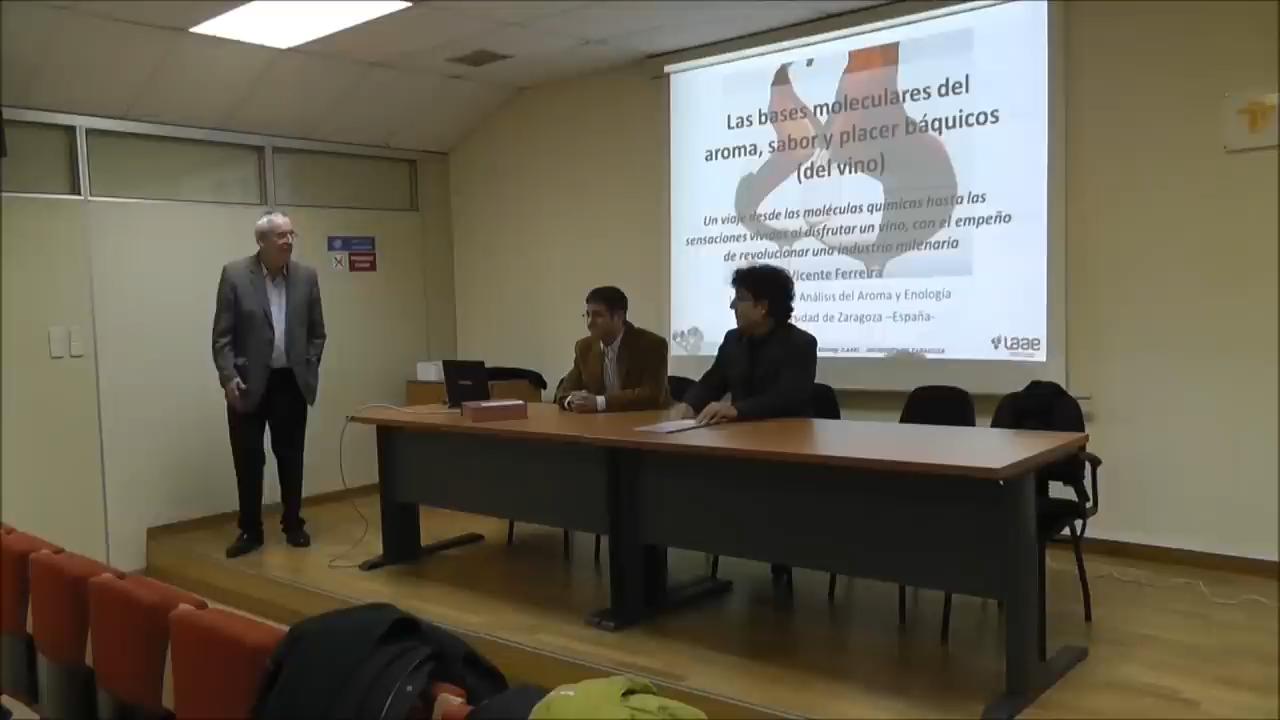 Las bases moleculares del
aroma, sabor y placer báquicos
(del vino)
Un viaje desde las moléculas químicas hasta las
sensaciones vividas al disfrutar un vino, con el empeño
de revolucionar una industria milenaria
Vicente Ferreira
Análisis del Aroma y Enología
de Zaragoza –España-
laae